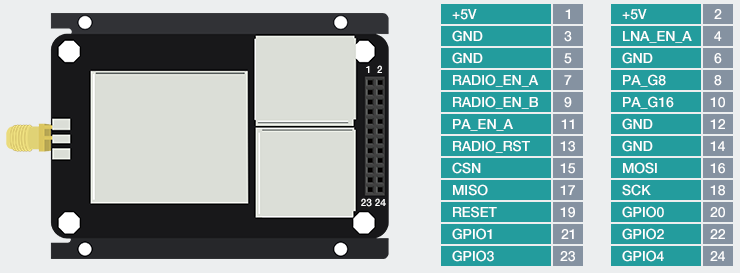 1 2
23 24
+5V 1 +5V 2
GND 3 LNA_EN_A 4
GND 5 GND 6
RADIO_EN_A 7 PA_G8 8
RADIO_EN_B 9 PA_G16 10
PA_EN_A 11 GND 12
RADIO_RST 13 GND 14
CSN 15 MOSI 16
MISO 17 SCK 18
RESET 19 GPIO0 20
GPIO1 21 GPIO2 22
GPIO3 23 GPIO4 24